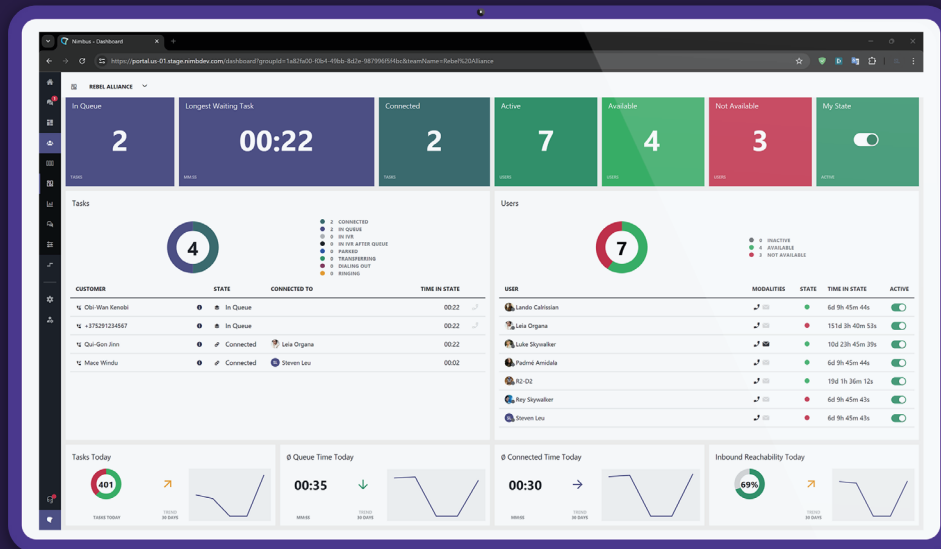 Nimbus - Dashboard
https://portal.us-01.stage.nimbdev.com/dashboard?groupId=1a82fa00-f0b4-49bb-8d2e-987996f5f4bc&teamName=Rebel%20Alliance
REBEL ALLIANCE
In Queue
2
TASKS
Longest Waiting Task
00:22
MM:SS
Connected
2
TASKS
Active
7
USERS
Available
4
USERS
Not Available
3
USERS
My State
ACTIVE
Tasks
4
2 CONNECTED
2 IN QUEUE
0 IN IVR
0 IN IVR AFTER QUEUE
0 PARKED
0 TRANSFERRING
0 DIALING OUT
0 RINGING
CUSTOMER STATE CONNECTED TO TIME IN STATE
Obi-Wan Kenobi In Queue 00:22
+375291234567 In Queue 00:22
Qui-Gon Jinn Connected Leia Organa 00:22
Mace Windu Connected SL Steven Leu 00:02
Users
7
0 INACTIVE
4 AVAILABLE
3 NOT AVAILABLE
USER MODALITIES STATE TIME IN STATE ACTIVE
Lando Calrissian 6d 9h 45m 44s
Leia Organa 151d 3h 40m 53s
Luke Skywalker 10d 23h 45m 39s
Padmé Amidala 6d 9h 45m 44s
R2-D2 19d 1h 36m 12s
Rey Skywalker 6d 9h 45m 43s
SL Steven Leu 6d 9h 45m 43s
Tasks Today
401
TASKS TODAY
TREND
30 DAYS
Ø Queue Time Today
00:35
MM:SS
TREND
30 DAYS
Ø Connected Time Today
00:30
MM:SS
TREND
30 DAYS
Inbound Reachability Today
69%
TREND
30 DAYS